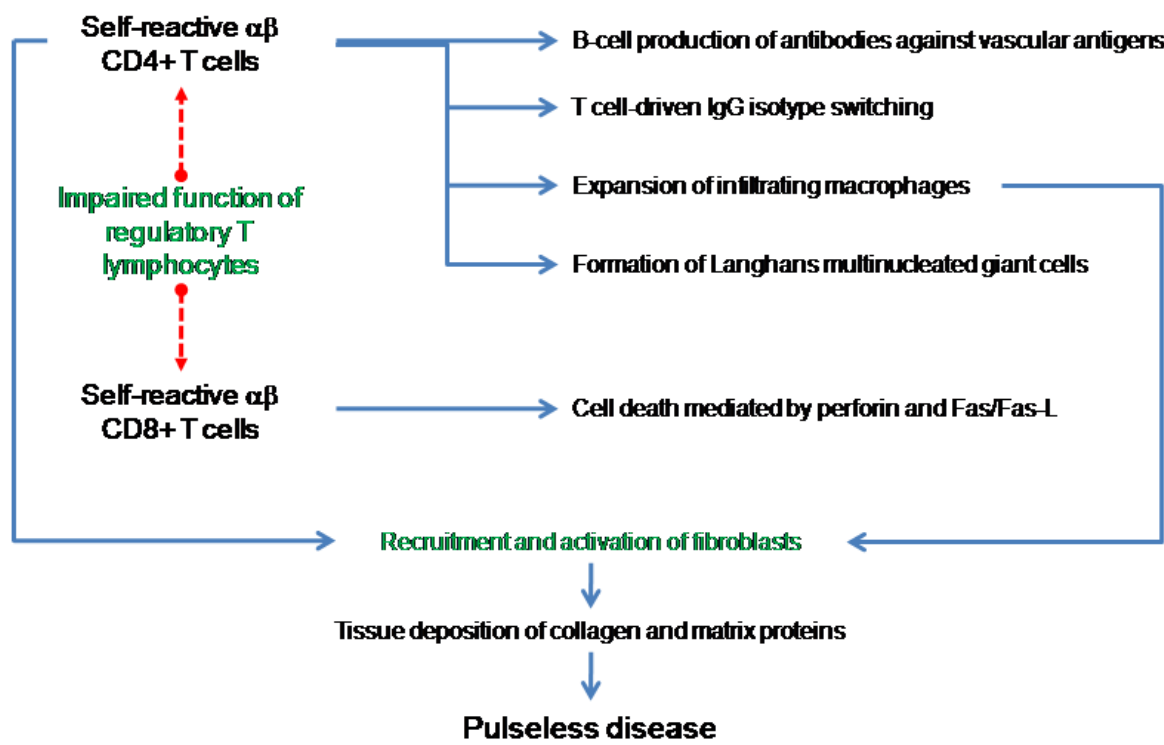 Self-reactive αβ
CD4+ T cells
B-cell production of antibodies against vascular antigens
T cell-driven IgG isotype switching
Impaired function of
regulatory T
lymphocytes
Expansion of infiltrating macrophages
Formation of Langhans multinucleated giant cells
Self-reactive αβ
CD8+ T cells
Cell death mediated by perforin and Fas/Fas-L
Recruitment and activation of fibroblasts
Tissue deposition of collagen and matrix proteins
Pulseless disease